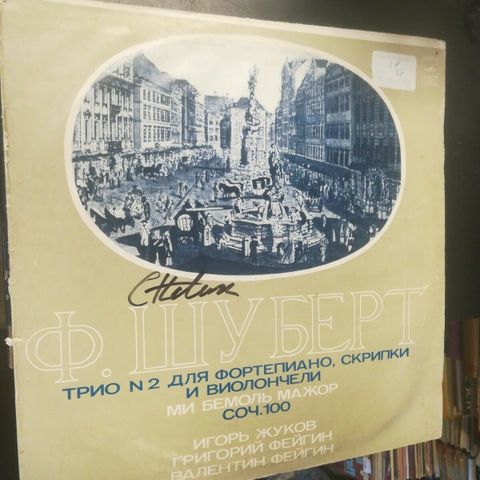 Ф. ШУБЕРТ
ТРИО N 2 ДЛЯ ФОРТЕПИАНО, СКРИПКИ
И ВИОЛОНЧЕЛИ
МИ БЕМОЛЬ МАЖОР
СОЧ.100
ИГОРЬ ЖУКОВ
ГРИГОРИЙ ФЕЙГИН
ВАЛЕНТИН ФЕЙГИН